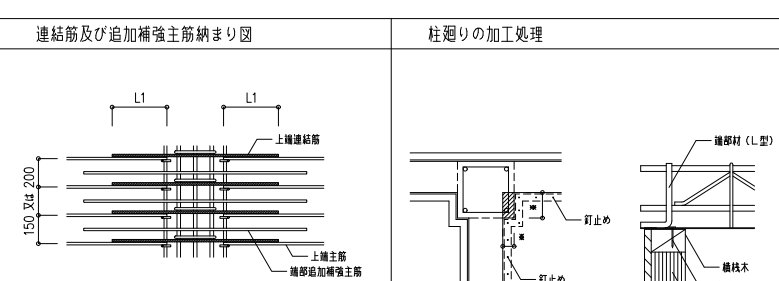 連結筋及び追加補強主筋納まり図
柱廻りの加工処理
L1
L1
上端連結筋
150 又は 200
上端主筋
端部追加補強主筋
※
※
釘止め
釘止め
端部材（L型）
横桟木